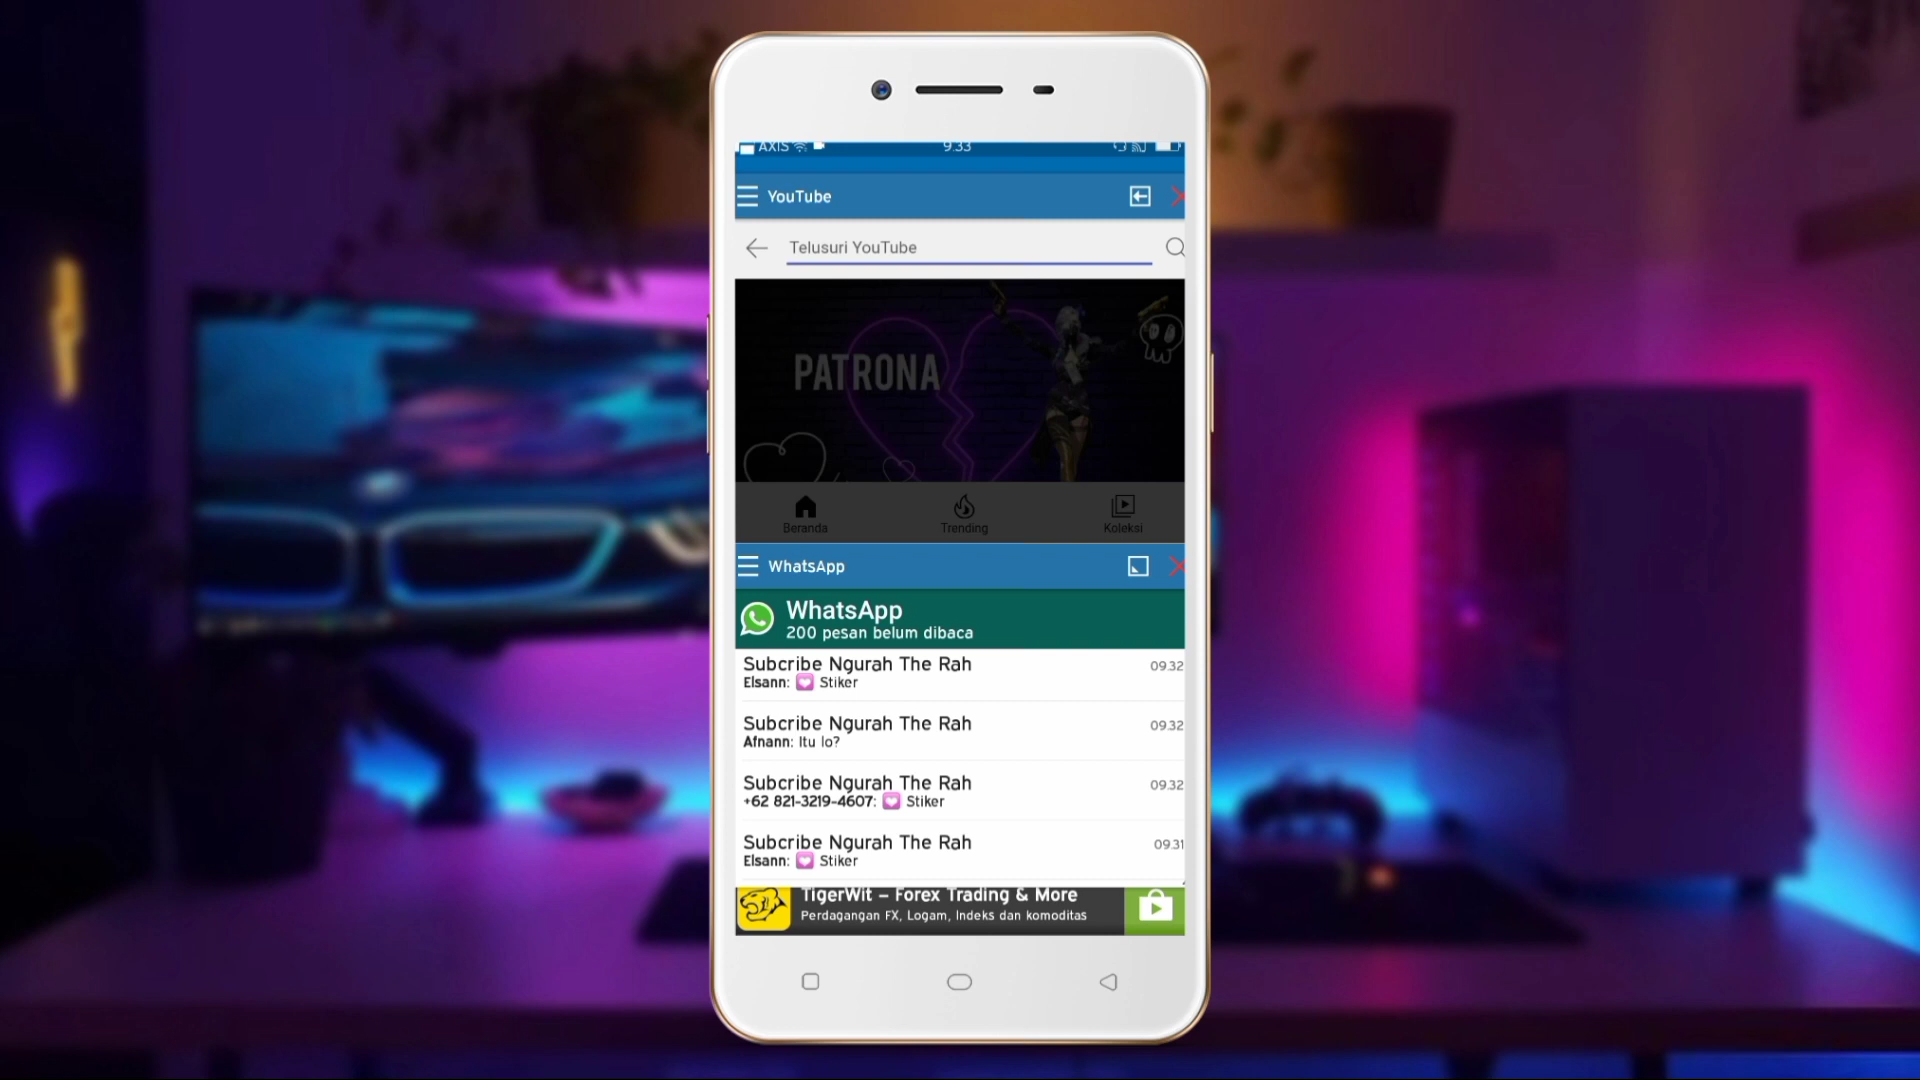 AXIS 9.33
YouTube
Telusuri YouTube
PATRONA
Beranda Trending Koleksi
WhatsApp
WhatsApp
200 pesan belum dibaca
Subcribe Ngurah The Rah 09.32
Elsann: 💟 Stiker
Subcribe Ngurah The Rah 09.32
Afnann: Itu lo?
Subcribe Ngurah The Rah 09.32
+62 821-3219-4607: 💟 Stiker
Subcribe Ngurah The Rah 09.31
Elsann: 💟 Stiker
TigerWit – Forex Trading & More
Perdagangan FX, Logam, Indeks dan komoditas